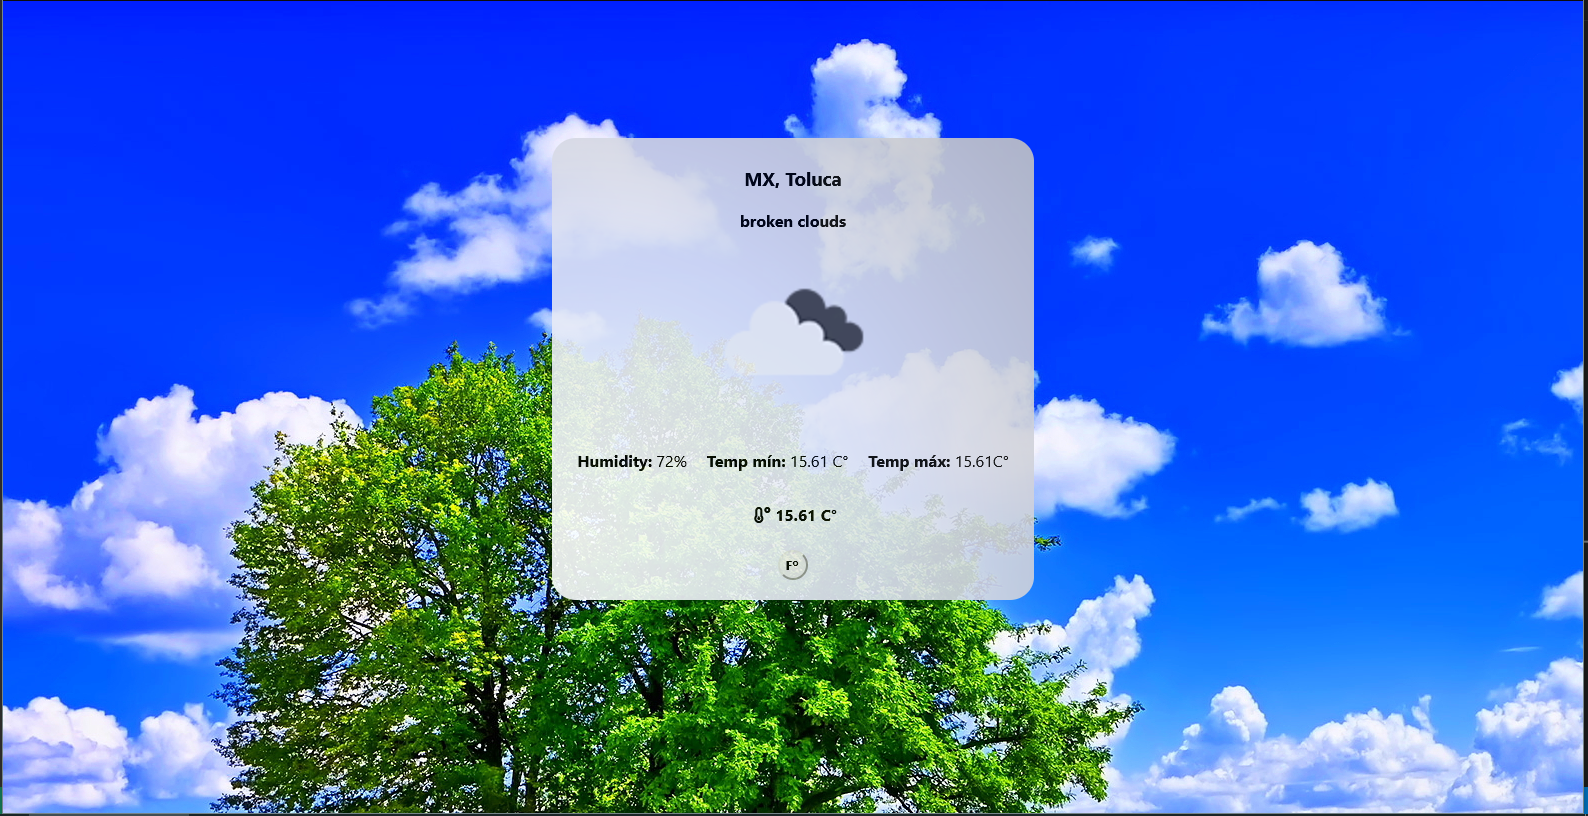 MX, Toluca
broken clouds
Humidity: 72% Temp mín: 15.61 C° Temp máx: 15.61C°
15.61 C°
F°